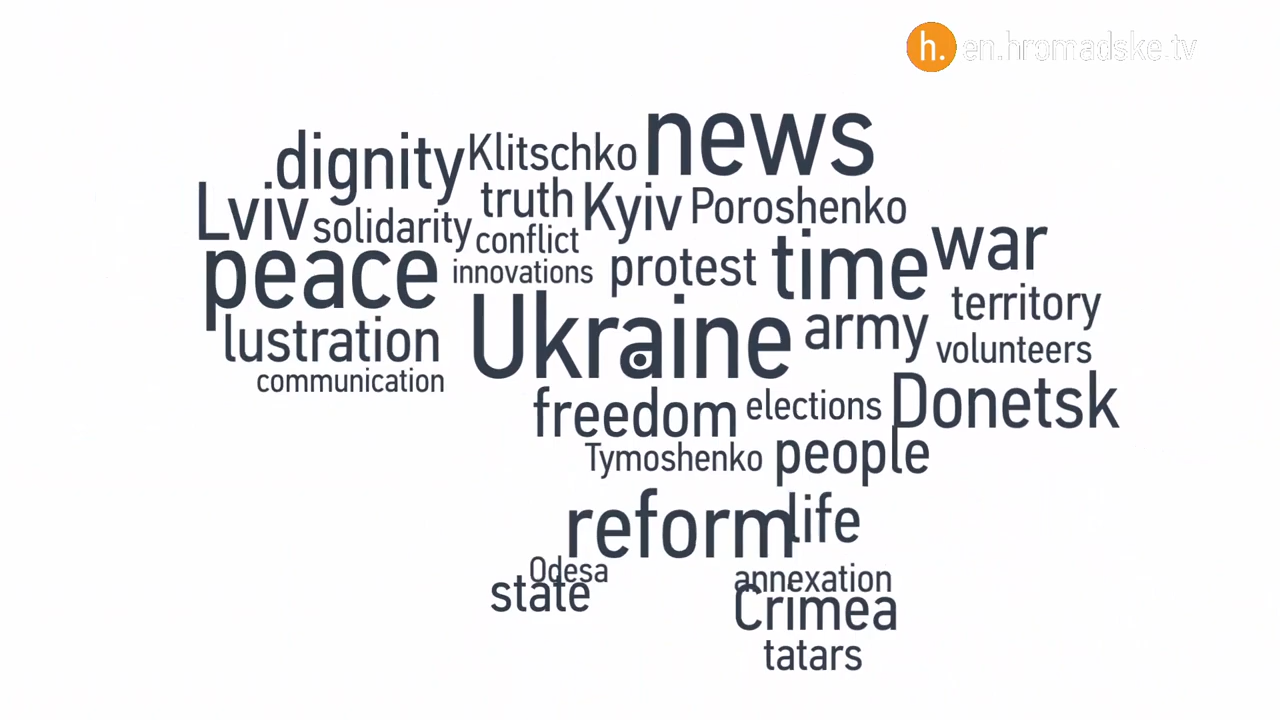 h. en.hromadske.tv
news
dignity Klitschko
truth Kyiv Poroshenko
Lviv solidarity conflict
war
peace innovations protest time
territory
lustration Ukraine army volunteers
communication
freedom elections Donetsk
Tymoshenko people
reform life
Odesa annexation
state Crimea
tatars